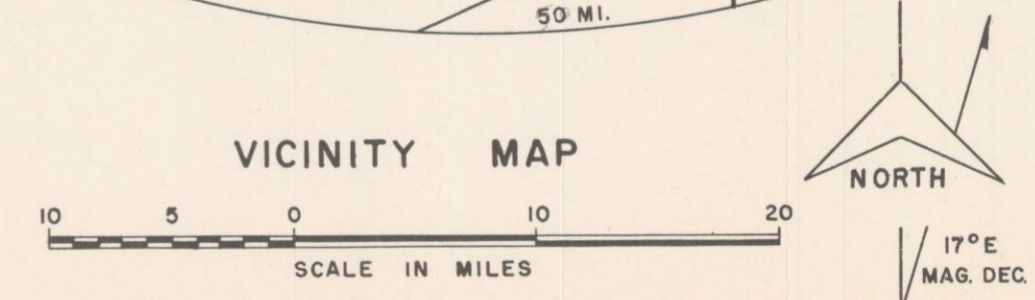 50 MI.
VICINITY MAP
NORTH
10 5 0 10 20
SCALE IN MILES
17°E
MAG. DEC.